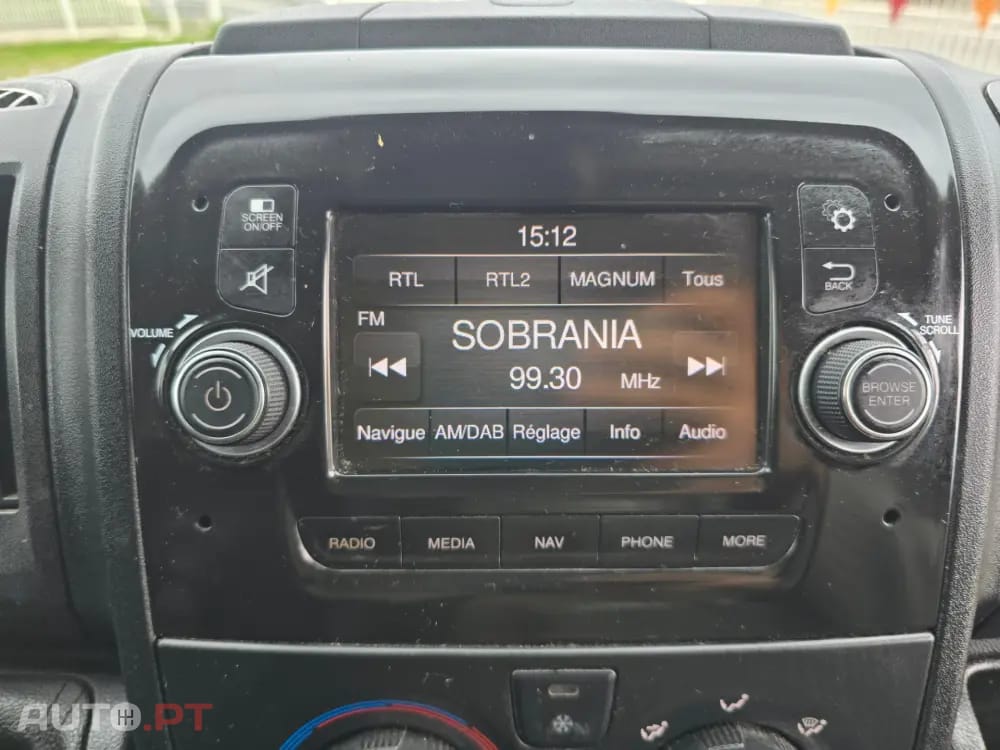 SCREEN
ON/OFF
BACK
VOLUME
TUNE
SCROLL
15:12
RTL RTL2 MAGNUM Tous
FM
SOBRANIA
99.30 MHz
Navigue AM/DAB Réglage Info Audio
BROWSE
ENTER
RADIO MEDIA NAV PHONE MORE
AUTO.PT